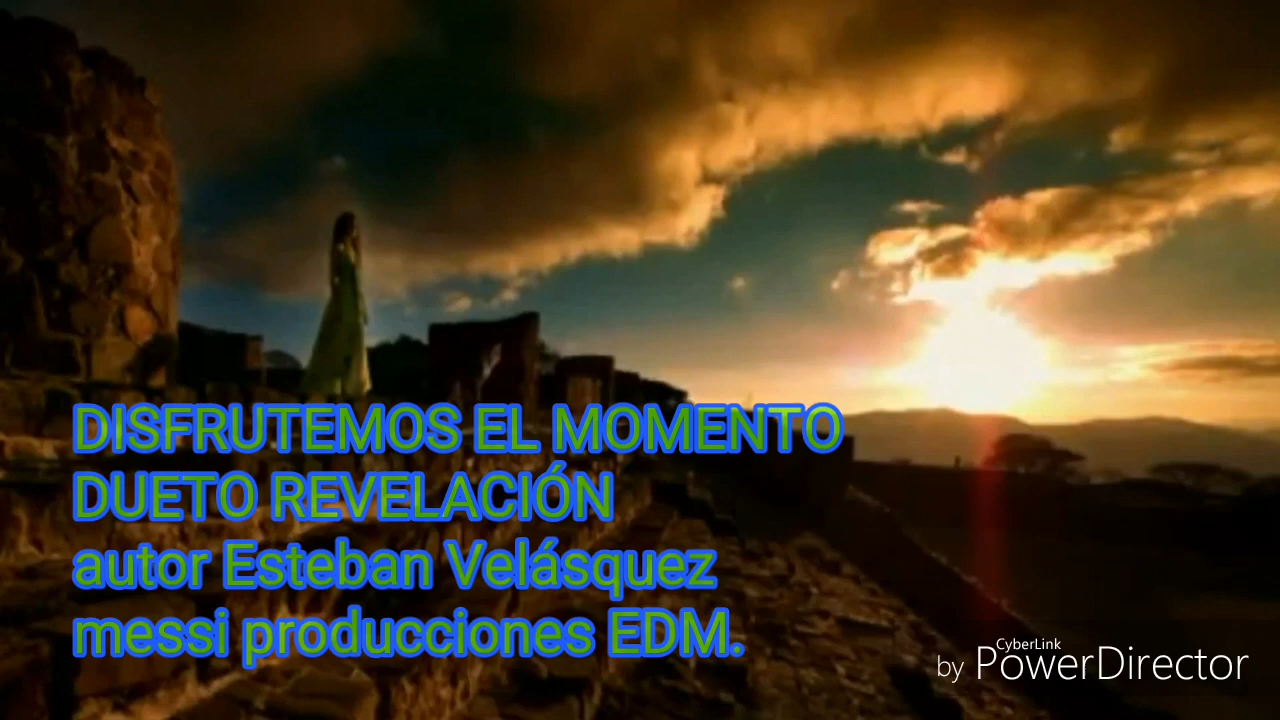 DISFRUTEMOS EL MOMENTO
DUETO REVELACIÓN
autor Esteban Velásquez
messi producciones EDM.
by CyberLink PowerDirector